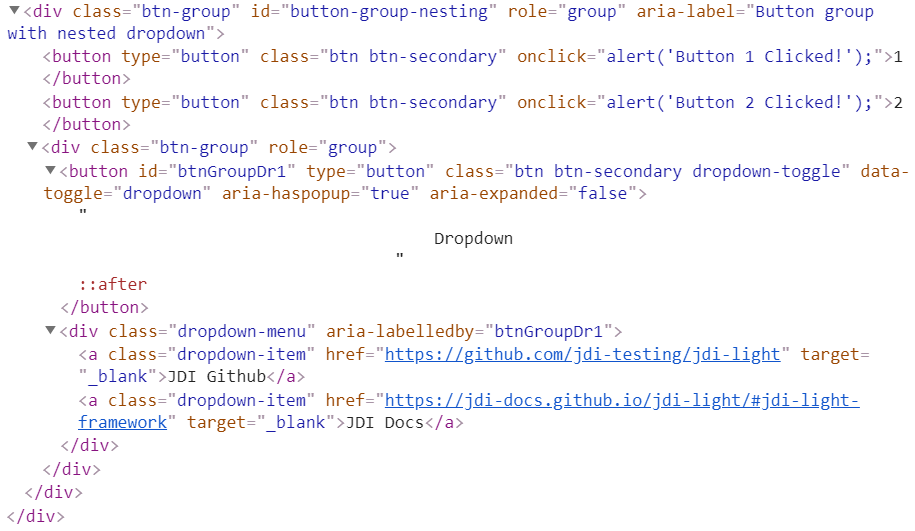 ▼<div class="btn-group" id="button-group-nesting" role="group" aria-label="Button group
with nested dropdown">
<button type="button" class="btn btn-secondary" onclick="alert('Button 1 Clicked!');">1
</button>
<button type="button" class="btn btn-secondary" onclick="alert('Button 2 Clicked!');">2
</button>
▼<div class="btn-group" role="group">
▼<button id="btnGroupDr1" type="button" class="btn btn-secondary dropdown-toggle" data-
toggle="dropdown" aria-haspopup="true" aria-expanded="false">
"
Dropdown
"
::after
</button>
▼<div class="dropdown-menu" aria-labelledby="btnGroupDr1">
<a class="dropdown-item" href="https://github.com/jdi-testing/jdi-light" target=
"_blank">JDI Github</a>
<a class="dropdown-item" href="https://jdi-docs.github.io/jdi-light/#jdi-light-
framework" target="_blank">JDI Docs</a>
</div>
</div>
</div>
</div>